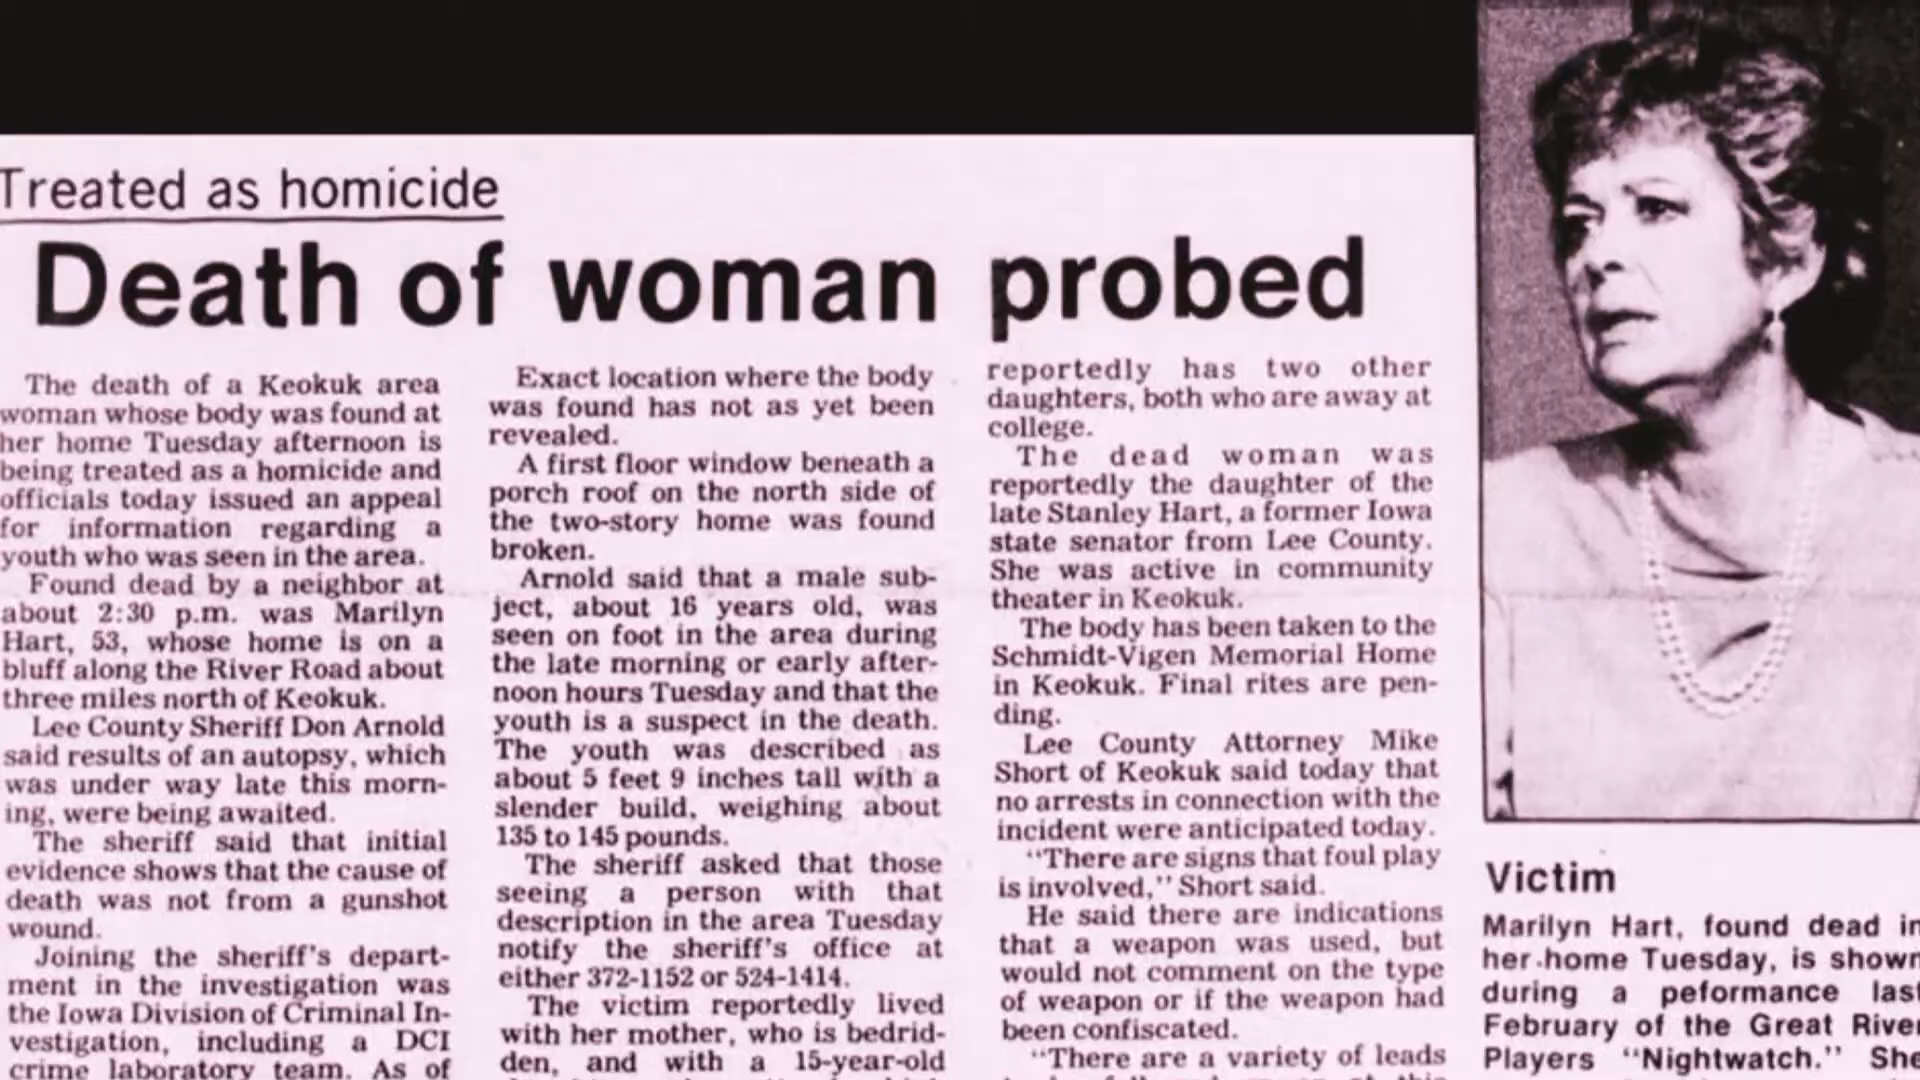 Treated as homicide
Death of woman probed
The death of a Keokuk area
woman whose body was found at
her home Tuesday afternoon is
being treated as a homicide and
officials today issued an appeal
for information regarding a
youth who was seen in the area.
Found dead by a neighbor at
about 2:30 p.m. was Marilyn
Hart, 53, whose home is on a
bluff along the River Road about
three miles north of Keokuk.
Lee County Sheriff Don Arnold
said results of an autopsy, which
was under way late this morn-
ing, were being awaited.
The sheriff said that initial
evidence shows that the cause of
death was not from a gunshot
wound.
Joining the sheriff's depart-
ment in the investigation was
the Iowa Division of Criminal In-
vestigation, including a DCI
crime laboratory team. As of
Exact location where the body
was found has not as yet been
revealed.
A first floor window beneath a
porch roof on the north side of
the two-story home was found
broken.
Arnold said that a male sub-
ject, about 16 years old, was
seen on foot in the area during
the late morning or early after-
noon hours Tuesday and that the
youth is a suspect in the death.
The youth was described as
about 5 feet 9 inches tall with a
slender build, weighing about
135 to 145 pounds.
The sheriff asked that those
seeing a person with that
description in the area Tuesday
notify the sheriff's office at
either 372-1152 or 524-1414.
The victim reportedly lived
with her mother, who is bedrid-
den, and with a 15-year-old
reportedly has two other
daughters, both who are away at
college.
The dead woman was
reportedly the daughter of the
late Stanley Hart, a former Iowa
state senator from Lee County.
She was active in community
theater in Keokuk.
The body has been taken to the
Schmidt-Vigen Memorial Home
in Keokuk. Final rites are pen-
ding.
Lee County Attorney Mike
Short of Keokuk said today that
no arrests in connection with the
incident were anticipated today.
"There are signs that foul play
is involved," Short said.
He said there are indications
that a weapon was used, but
would not comment on the type
of weapon or if the weapon had
been confiscated.
"There are a variety of leads
Victim
Marilyn Hart, found dead in
her home Tuesday, is shown
during a peformance last
February of the Great River
Players "Nightwatch." She